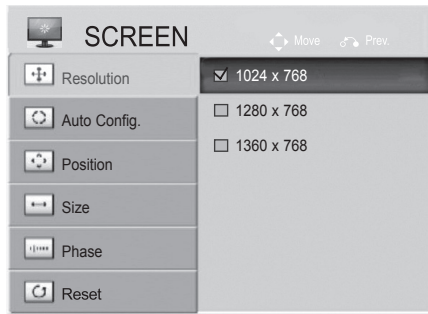 SCREEN
Move Prev.
Resolution
Auto Config.
Position
Size
Phase
Reset
1024 x 768
1280 x 768
1360 x 768